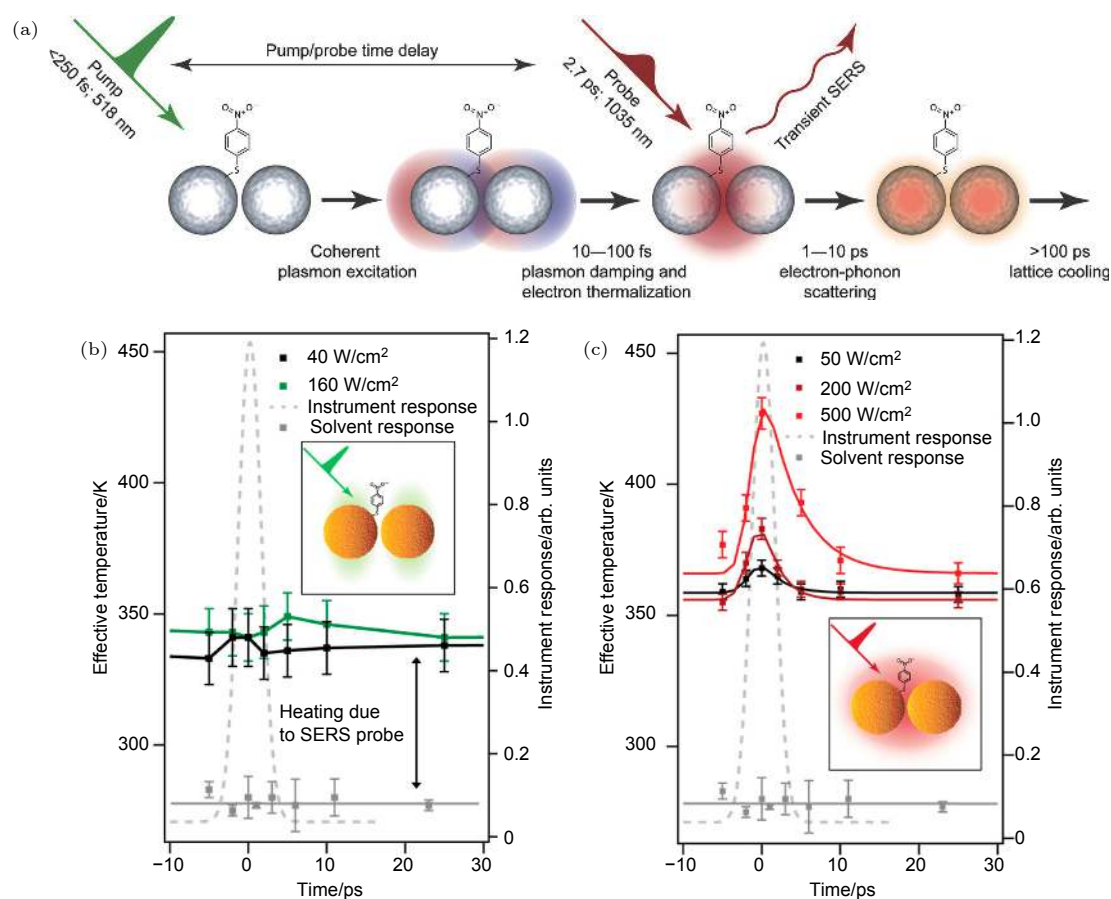 (a)
Pump
<250 fs; 518 nm
Pump/probe time delay
Probe
2.7 ps; 1035 nm
Transient SERS
O=N⁺–O⁻
S
O=N⁺–O⁻
S
O=N⁺–O⁻
S
O=N⁺–O⁻
S
Coherent
plasmon excitation
10—100 fs
plasmon damping and
electron thermalization
1—10 ps
electron-phonon
scattering
>100 ps
lattice cooling
(b)
Effective temperature/K
450
400
350
300
40 W/cm²
160 W/cm²
Instrument response
Solvent response
Heating due
to SERS probe
1.2
1.0
0.8
0.6
0.4
0.2
0
Instrument response/arb. units
−10
0
10
20
30
Time/ps
(c)
Effective temperature/K
450
400
350
300
50 W/cm²
200 W/cm²
500 W/cm²
Instrument response
Solvent response
1.2
1.0
0.8
0.6
0.4
0.2
0
Instrument response/arb. units
−10
0
10
20
30
Time/ps